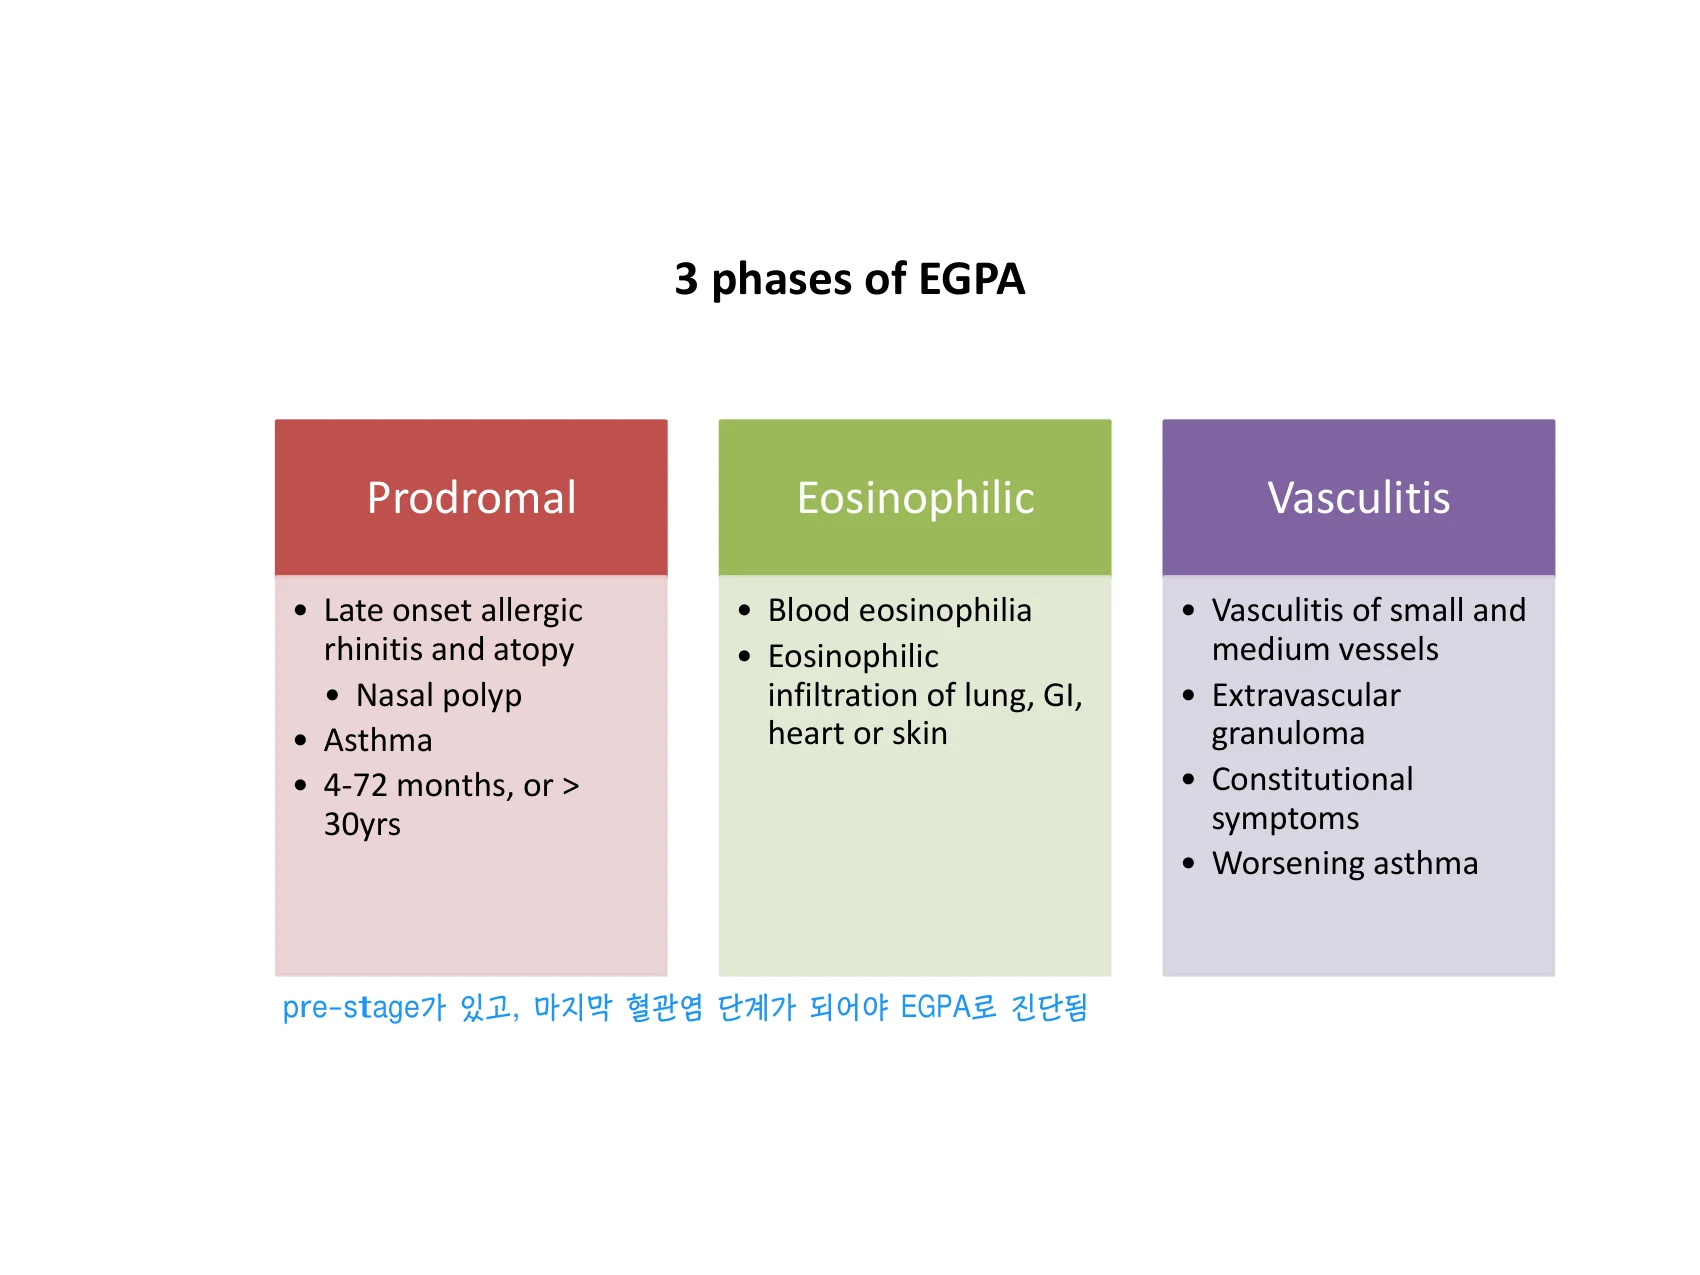 3 phases of EGPA
Prodromal
• Late onset allergic
rhinitis and atopy
• Nasal polyp
• Asthma
• 4-72 months, or >
30yrs
Eosinophilic
• Blood eosinophilia
• Eosinophilic
infiltration of lung, GI,
heart or skin
Vasculitis
• Vasculitis of small and
medium vessels
• Extravascular
granuloma
• Constitutional
symptoms
• Worsening asthma
pre-stage가 있고, 마지막 혈관염 단계가 되어야 EGPA로 진단됨